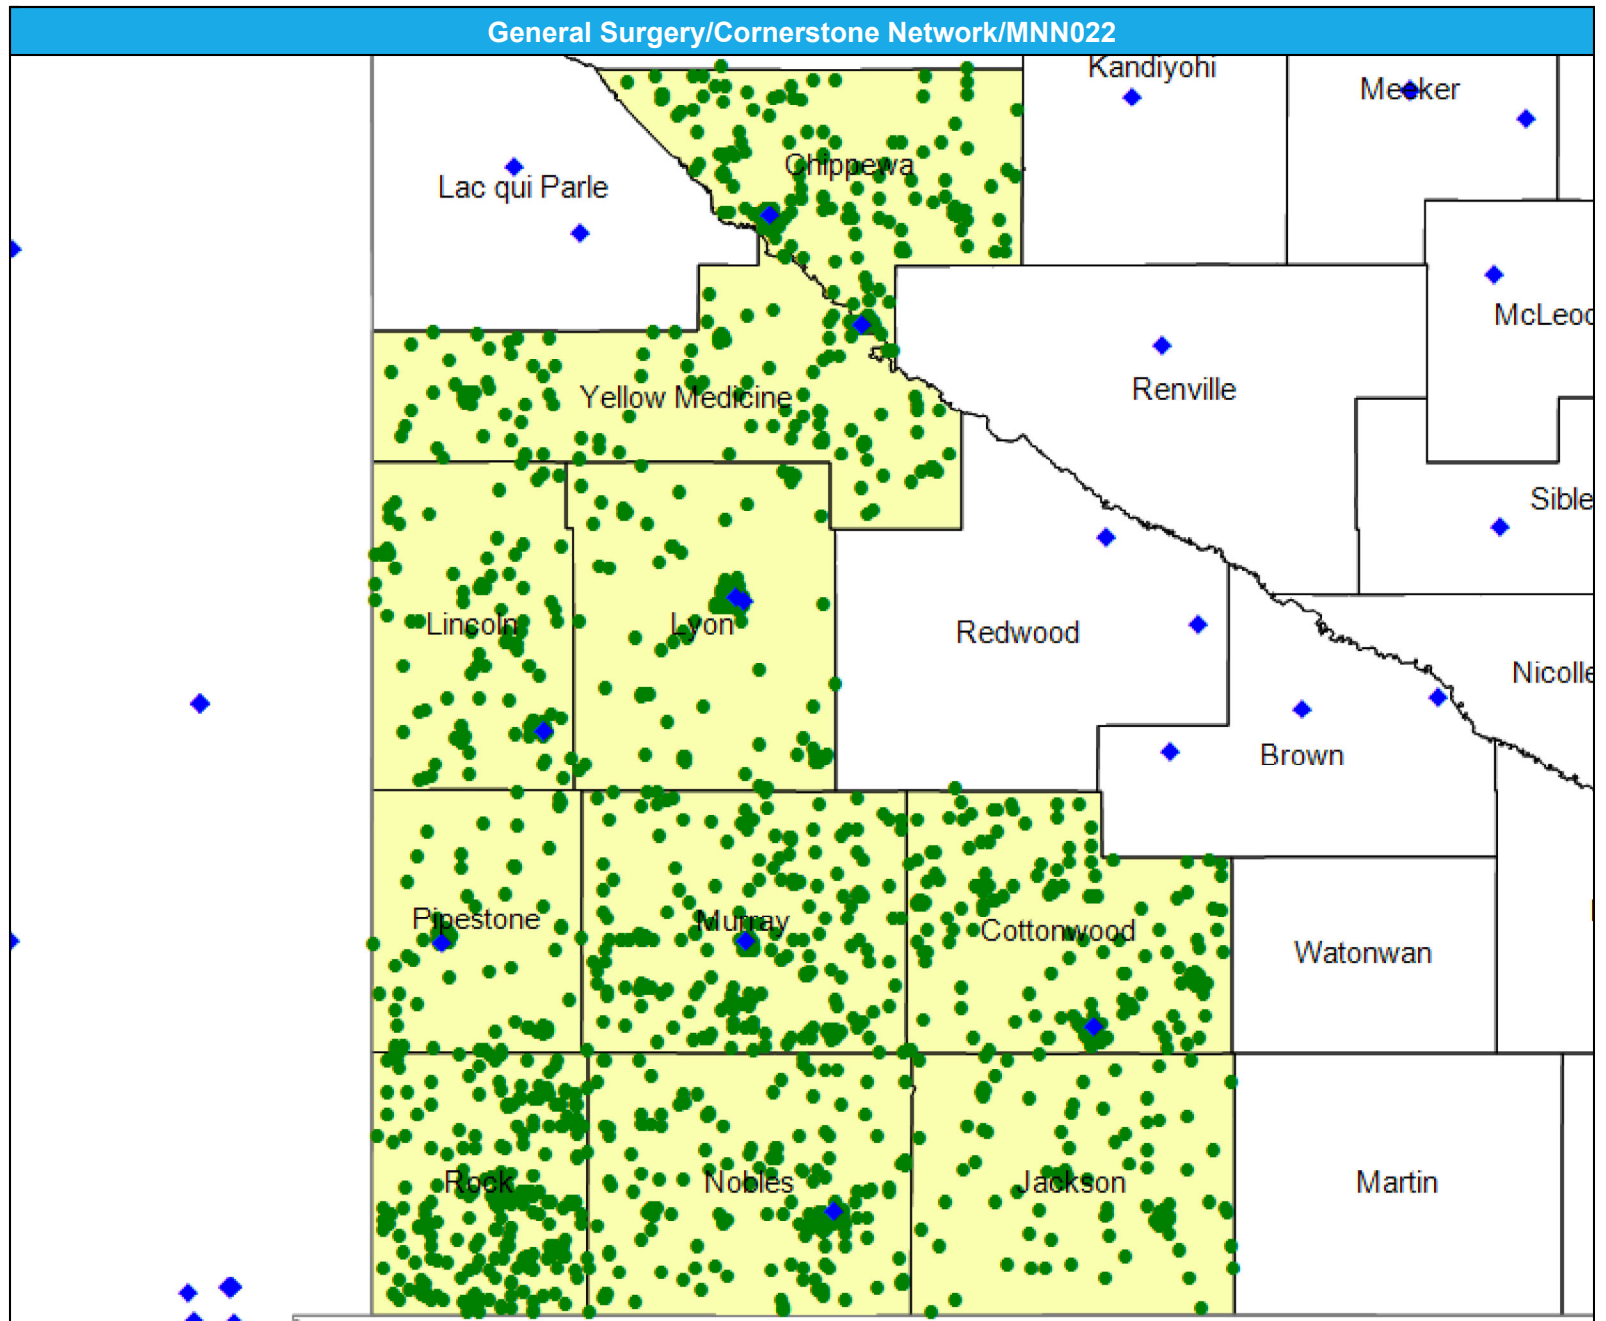 General Surgery/Cornerstone Network/MNN022
Kandiyohi
Meeker
Chippewa
Lac qui Parle
McLeod
Renville
Yellow Medicine
Sible
Lincoln
Lyon
Redwood
Nicolle
Brown
Pipestone
Murray
Cottonwood
Watonwan
Rock
Nobles
Jackson
Martin